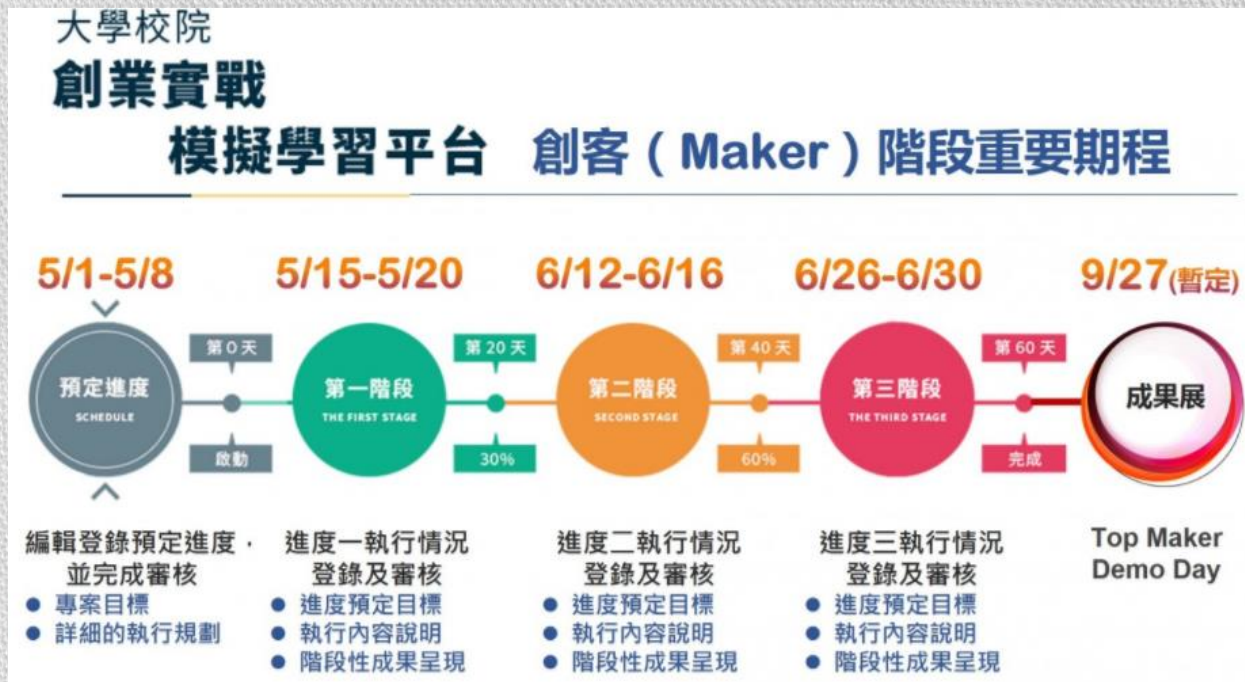 大學校院
創業實戰
模擬學習平台 創客（Maker）階段重要期程
5/1-5/8
5/15-5/20
6/12-6/16
6/26-6/30
9/27(暫定)
預定進度
SCHEDULE
第 0 天
啟動
第一階段
THE FIRST STAGE
第 20 天
30%
第二階段
SECOND STAGE
第 40 天
60%
第三階段
THE THIRD STAGE
第 60 天
完成
成果展
編輯登錄預定進度，
並完成審核
● 專案目標
● 詳細的執行規劃
進度一執行情況
登錄及審核
● 進度預定目標
● 執行內容說明
● 階段性成果呈現
進度二執行情況
登錄及審核
● 進度預定目標
● 執行內容說明
● 階段性成果呈現
進度三執行情況
登錄及審核
● 進度預定目標
● 執行內容說明
● 階段性成果呈現
Top Maker
Demo Day